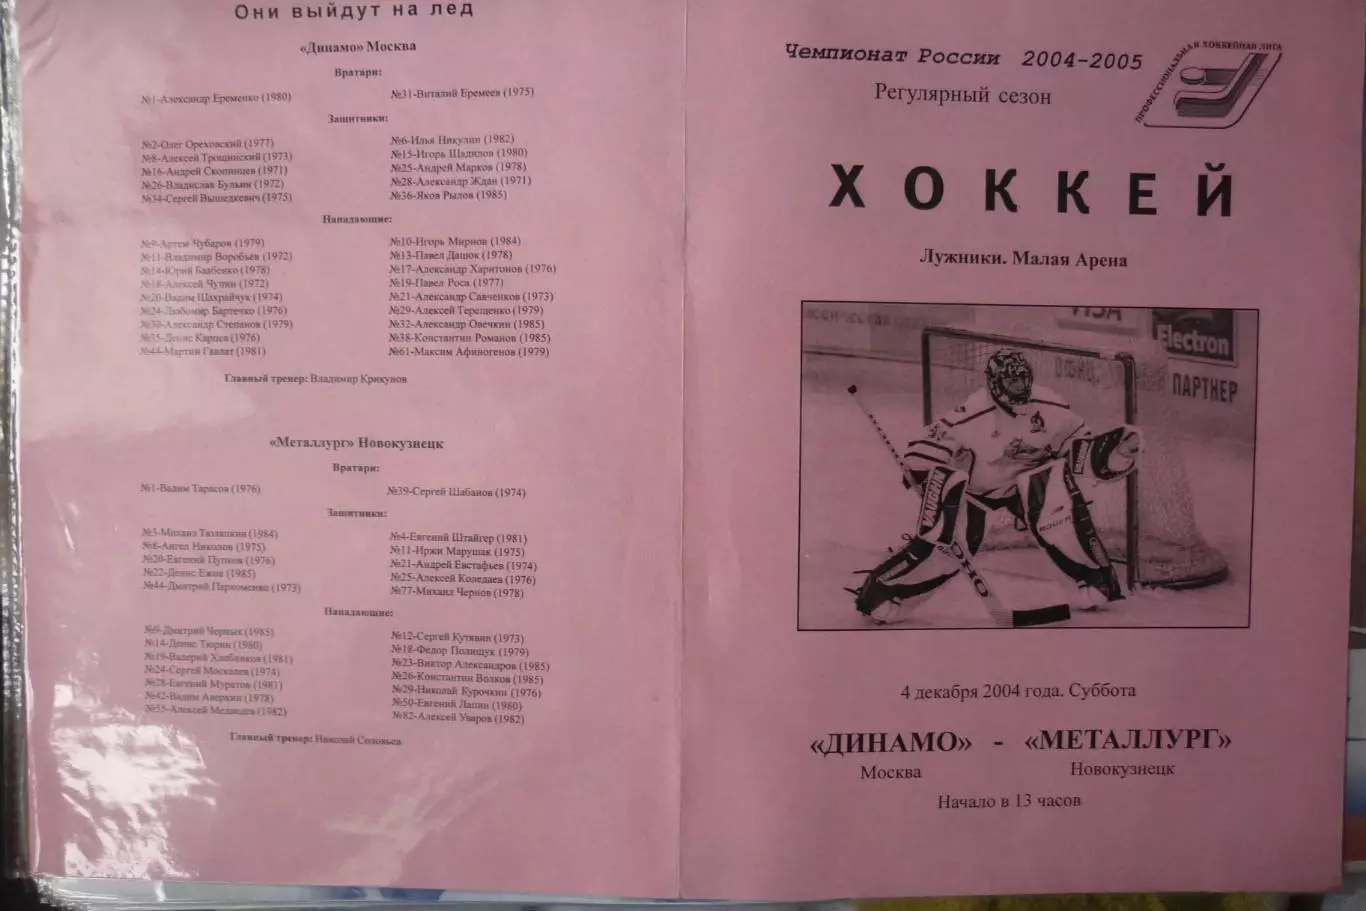 Они выйдут на лед
«Динамо» Москва
Вратари:
№1-Александр Еременко (1980)
№31-Виталий Еремеев (1975)
Защитники:
№2-Олег Ореховский (1977)
№8-Алексей Трощинский (1973)
№16-Андрей Скопинцев (1971)
№26-Владислав Бульин (1972)
№34-Сергей Вышедкевич (1975)
№6-Илья Никулин (1982)
№15-Игорь Шадилов (1980)
№25-Андрей Марков (1978)
№28-Александр Ждан (1971)
№36-Яков Рылов (1985)
Нападающие:
№9-Артем Чубаров (1979)
№11-Владимир Воробьев (1972)
№14-Юрий Бабенко (1978)
№18-Алексей Чупин (1972)
№20-Вадим Шахрайчук (1974)
№24-Любомир Бартечко (1976)
№30-Александр Степанов (1979)
№35-Денис Карцев (1976)
№44-Мартин Гавлат (1981)
№10-Игорь Мирнов (1984)
№13-Павел Дацюк (1978)
№17-Александр Харитонов (1976)
№19-Павел Роса (1977)
№21-Александр Савченков (1973)
№29-Алексей Терещенко (1979)
№32-Александр Овечкин (1985)
№38-Константин Романов (1985)
№61-Максим Афиногенов (1979)
Главный тренер: Владимир Крикунов
«Металлург» Новокузнецк
Вратари:
№1-Вадим Тарасов (1976)
№39-Сергей Шабанов (1974)
Защитники:
№3-Михаил Тюляпкин (1984)
№6-Ангел Николов (1975)
№20-Евгений Пупков (1976)
№22-Денис Ежов (1985)
№44-Дмитрий Пархоменко (1973)
№4-Евгений Штайгер (1981)
№11-Иржи Марушак (1975)
№21-Андрей Евстафьев (1974)
№25-Алексей Коледаев (1976)
№77-Михаил Чернов (1978)
Нападающие:
№9-Дмитрий Черных (1985)
№14-Денис Тюрин (1980)
№19-Валерий Хлебников (1981)
№24-Сергей Москалев (1974)
№28-Евгений Муратов (1981)
№42-Вадим Аверкин (1978)
№55-Алексей Медведев (1982)
№12-Сергей Кутявин (1973)
№18-Федор Полищук (1979)
№23-Виктор Александров (1985)
№26-Константин Волков (1985)
№29-Николай Курочкин (1976)
№50-Евгений Лапин (1980)
№82-Алексей Уваров (1982)
Главный тренер: Николай Соловьев
Чемпионат России 2004-2005
Регулярный сезон
ПРОФЕССИОНАЛЬНАЯ ХОККЕЙНАЯ ЛИГА
ХОККЕЙ
Лужники. Малая Арена
VISA
Electron
ПАРТНЕР
VAUGHN
4 декабря 2004 года. Суббота
«ДИНАМО» - «МЕТАЛЛУРГ»
Москва
Новокузнецк
Начало в 13 часов